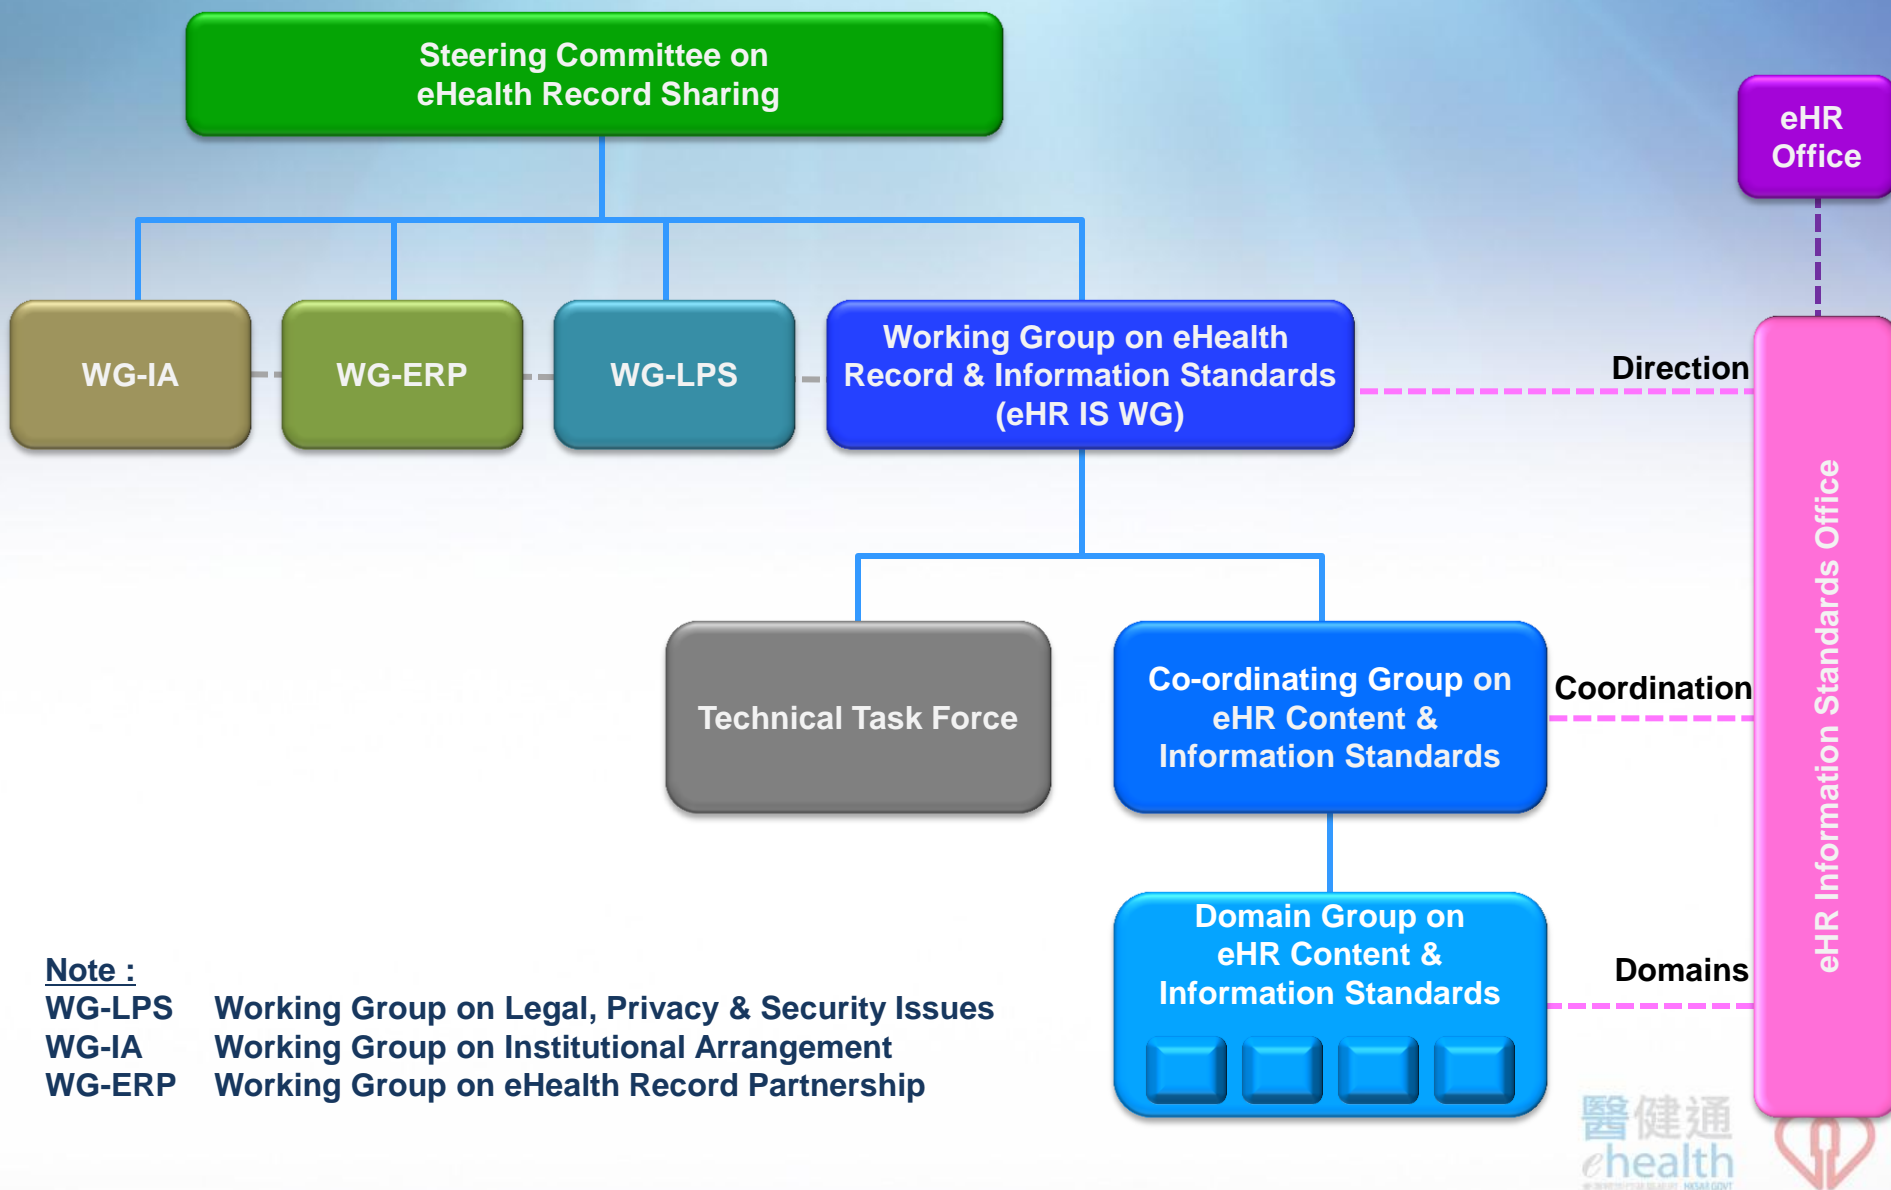 Steering Committee on
eHealth Record Sharing
eHR
Office
WG-IA
WG-ERP
WG-LPS
Working Group on eHealth
Record & Information Standards
(eHR IS WG)
Direction
eHR Information Standards Office
Technical Task Force
Co-ordinating Group on
eHR Content &
Information Standards
Coordination
Domain Group on
eHR Content &
Information Standards
Domains
Note :
WG-LPS Working Group on Legal, Privacy & Security Issues
WG-IA Working Group on Institutional Arrangement
WG-ERP Working Group on eHealth Record Partnership
醫健通
ehealth
HKSAR GOVT